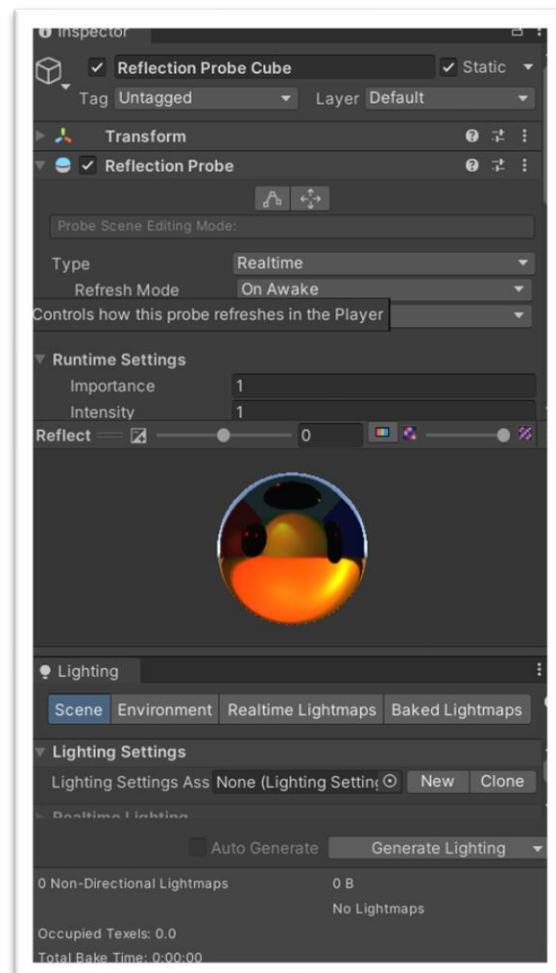 Inspector
Reflection Probe Cube Static
Tag Untagged Layer Default
Transform
Reflection Probe
Probe Scene Editing Mode:
Type Realtime
Refresh Mode On Awake
Controls how this probe refreshes in the Player
Runtime Settings
Importance 1
Intensity 1
Reflect 0
Lighting
Scene Environment Realtime Lightmaps Baked Lightmaps
Lighting Settings
Lighting Settings Ass None (Lighting Setting New Clone
Realtime Lighting
Auto Generate Generate Lighting
0 Non-Directional Lightmaps 0 B
No Lightmaps
Occupied Texels: 0.0
Total Bake Time: 0:00:00